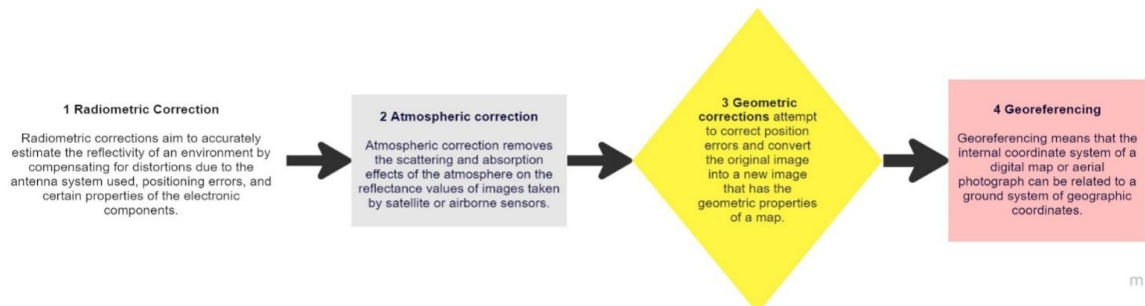 1 Radiometric Correction
Radiometric corrections aim to accurately
estimate the reflectivity of an environment by
compensating for distortions due to the
antenna system used, positioning errors, and
certain properties of the electronic
components.
2 Atmospheric correction
Atmospheric correction removes
the scattering and absorption
effects of the atmosphere on the
reflectance values of images taken
by satellite or airborne sensors.
3 Geometric
corrections attempt
to correct position
errors and convert
the original image
into a new image
that has the
geometric properties
of a map.
4 Georeferencing
Georeferencing means that the
internal coordinate system of a
digital map or aerial
photograph can be related to a
ground system of geographic
coordinates.
m